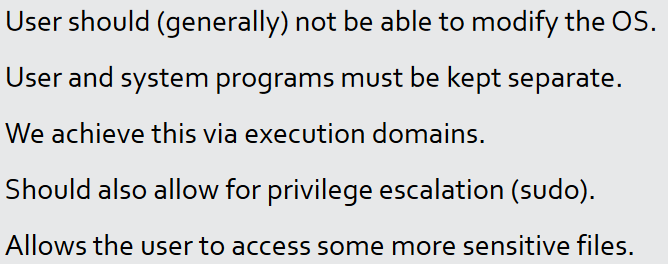 User should (generally) not be able to modify the OS.
User and system programs must be kept separate.
We achieve this via execution domains.
Should also allow for privilege escalation (sudo).
Allows the user to access some more sensitive files.